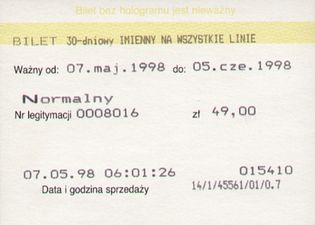 Bilet bez hologramu jest nieważny
BILET 30-dniowy IMIENNY NA WSZYSTKIE LINIE
Ważny od: 07.maj.1998 do: 05.cze.1998
Normalny
Nr legitymacji 0008016 zł 49,00
07.05.98 06:01:26 015410
Data i godzina sprzedaży 14/1/45561/01/0.7